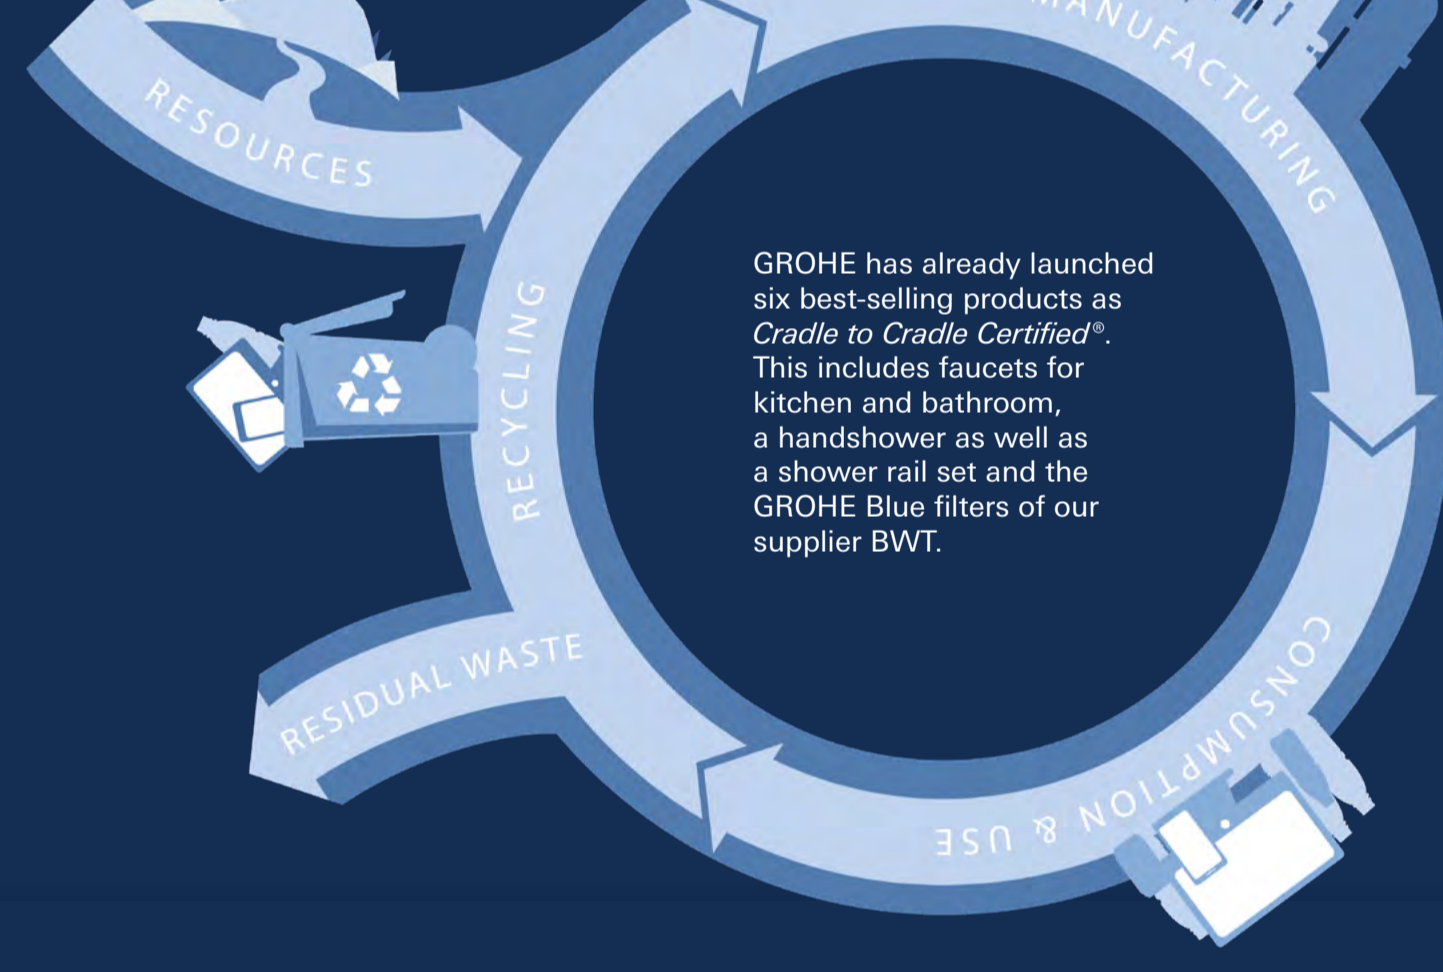 MANUFACTURING
RESOURCES
RECYCLING
GROHE has already launched
six best-selling products as
Cradle to Cradle Certified®.
This includes faucets for
kitchen and bathroom,
a handshower as well as
a shower rail set and the
GROHE Blue filters of our
supplier BWT.
RESIDUAL WASTE
CONSUMPTION & USE